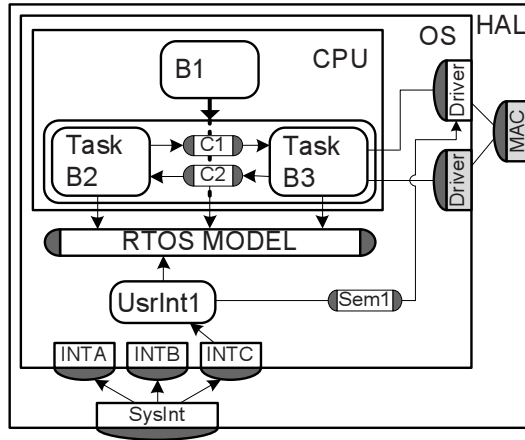 HAL
OS
CPU
B1
Driver
MAC
Task
B2
C1
C2
Task
B3
Driver
RTOS MODEL
UsrInt1
Sem1
INTA
INTB
INTC
SysInt